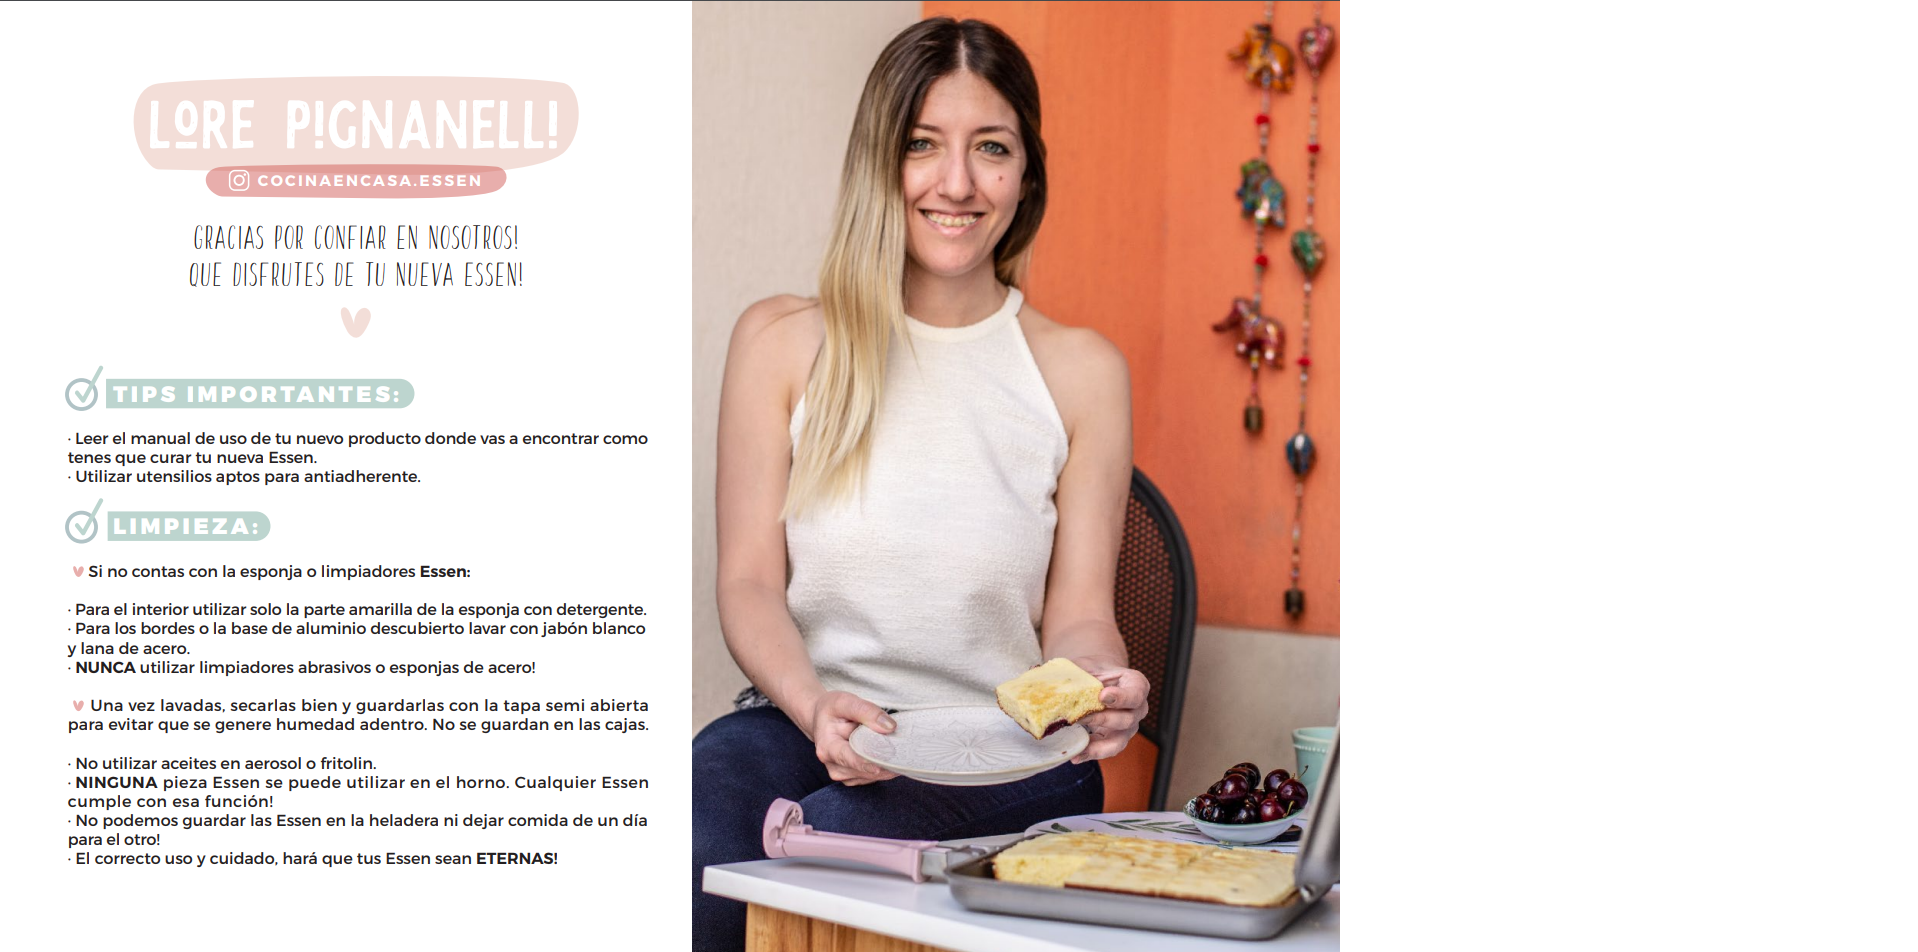 LORE PIGNANELLI
COCINAENCASA.ESSEN
GRACIAS POR CONFIAR EN NOSOTROS!
QUE DISFRUTES DE TU NUEVA ESSEN!
TIPS IMPORTANTES:
· Leer el manual de uso de tu nuevo producto donde vas a encontrar como
tenes que curar tu nueva Essen.
· Utilizar utensilios aptos para antiadherente.
LIMPIEZA:
Si no contas con la esponja o limpiadores Essen:
· Para el interior utilizar solo la parte amarilla de la esponja con detergente.
· Para los bordes o la base de aluminio descubierto lavar con jabón blanco
y lana de acero.
· NUNCA utilizar limpiadores abrasivos o esponjas de acero!
Una vez lavadas, secarlas bien y guardarlas con la tapa semi abierta
para evitar que se genere humedad adentro. No se guardan en las cajas.
· No utilizar aceites en aerosol o fritolin.
· NINGUNA pieza Essen se puede utilizar en el horno. Cualquier Essen
cumple con esa función!
· No podemos guardar las Essen en la heladera ni dejar comida de un día
para el otro!
· El correcto uso y cuidado, hará que tus Essen sean ETERNAS!